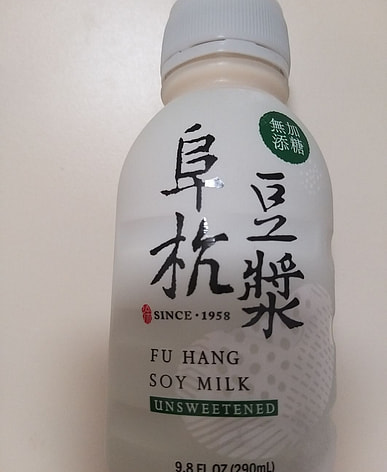 阜杭
豆漿
無添
加糖
SINCE·1958
FU HANG
SOY MILK
UNSWEETENED
9.8 FL OZ (290mL)